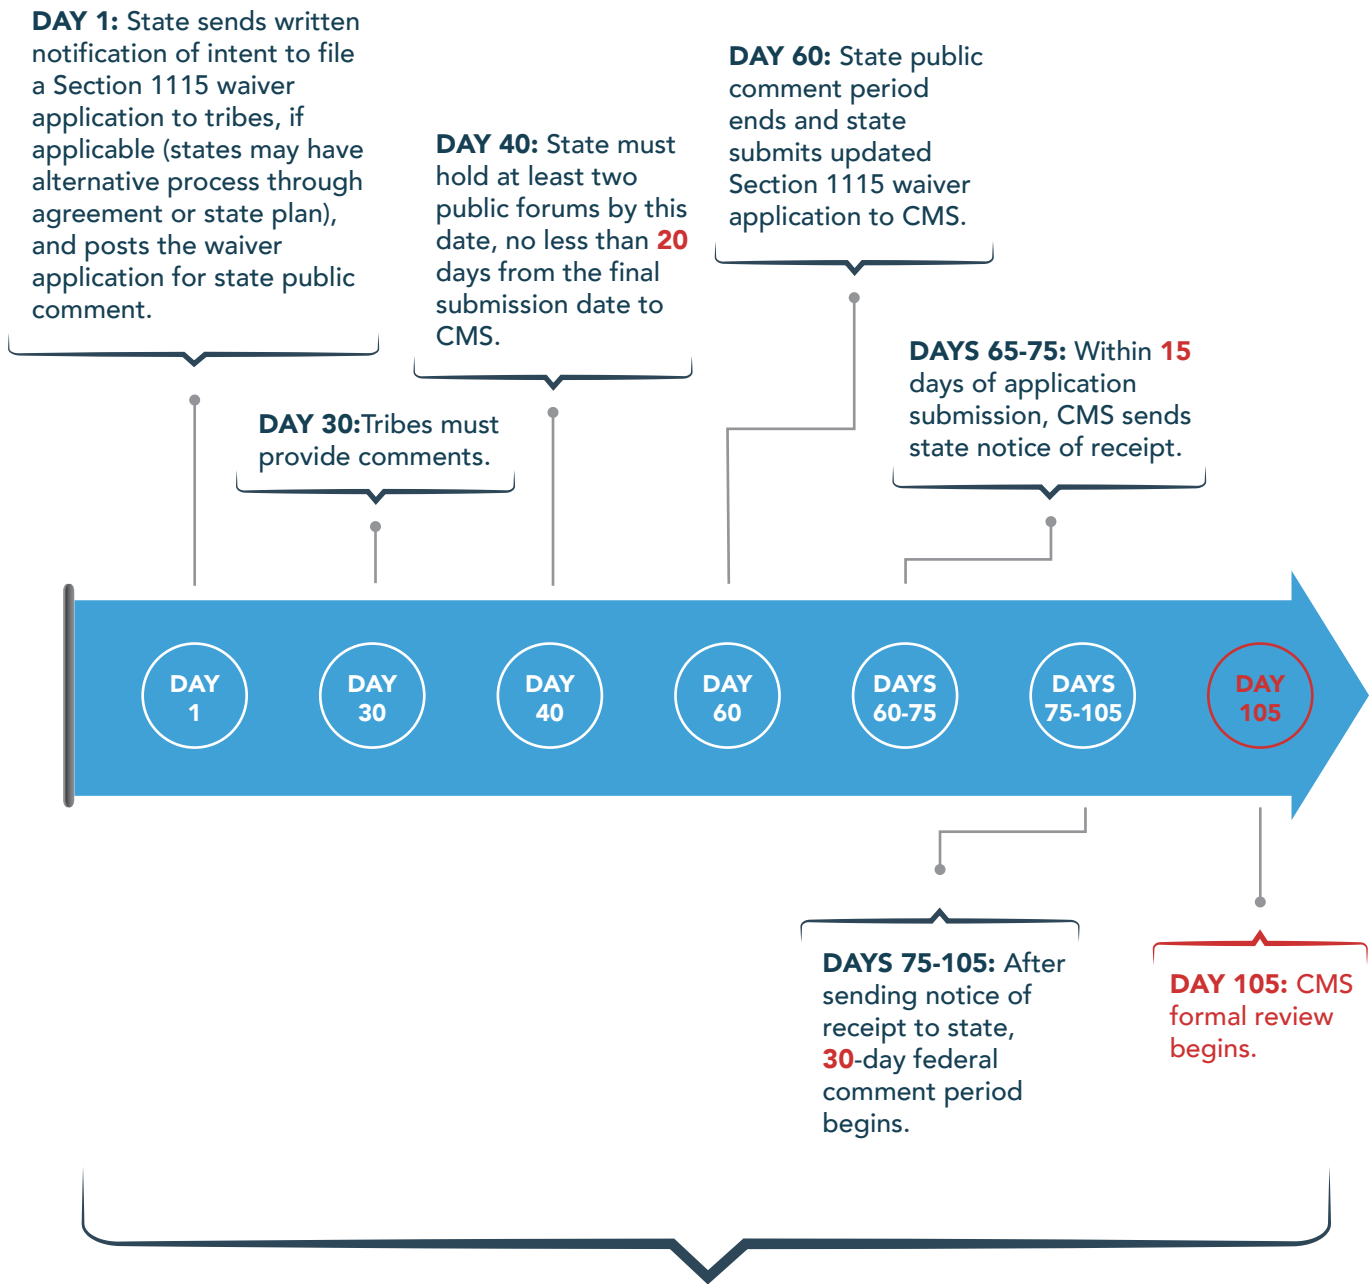 DAY 1: State sends written
notification of intent to file
a Section 1115 waiver
application to tribes, if
applicable (states may have
alternative process through
agreement or state plan),
and posts the waiver
application for state public
comment.
DAY 30:Tribes must
provide comments.
DAY 40: State must
hold at least two
public forums by this
date, no less than 20
days from the final
submission date to
CMS.
DAY 60: State public
comment period
ends and state
submits updated
Section 1115 waiver
application to CMS.
DAYS 65-75: Within 15
days of application
submission, CMS sends
state notice of receipt.
DAY
1
DAY
30
DAY
40
DAY
60
DAYS
60-75
DAYS
75-105
DAY
105
DAYS 75-105: After
sending notice of
receipt to state,
30-day federal
comment period
begins.
DAY 105: CMS
formal review
begins.